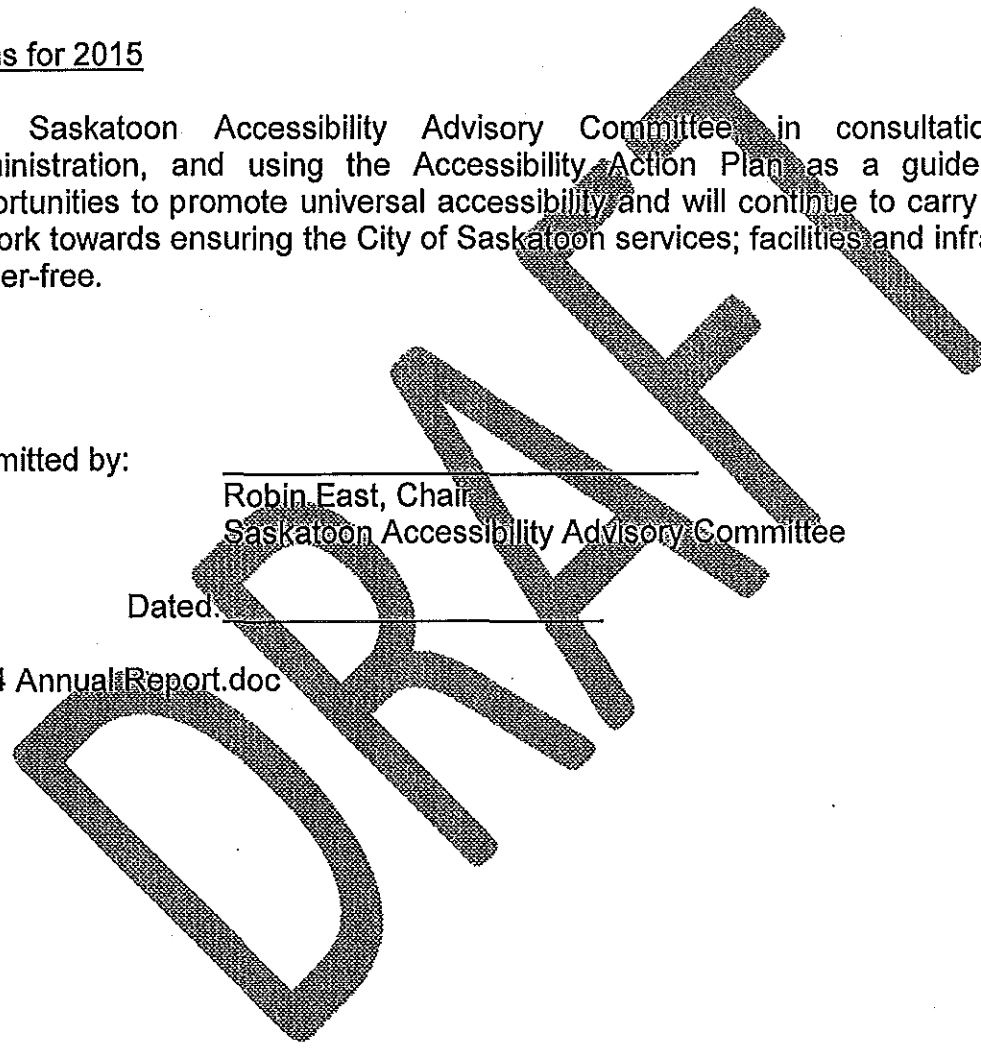 ns for 2015
Saskatoon Accessibility Advisory Committee, in consultatio
ministration, and using the Accessibility Action Plan as a guide
ortunities to promote universal accessibility and will continue to carry
ork towards ensuring the City of Saskatoon services; facilities and infra
er-free.
mitted by:
Robin East, Chair
Saskatoon Accessibility Advisory Committee
Dated:
4 Annual Report.doc
DRAFT